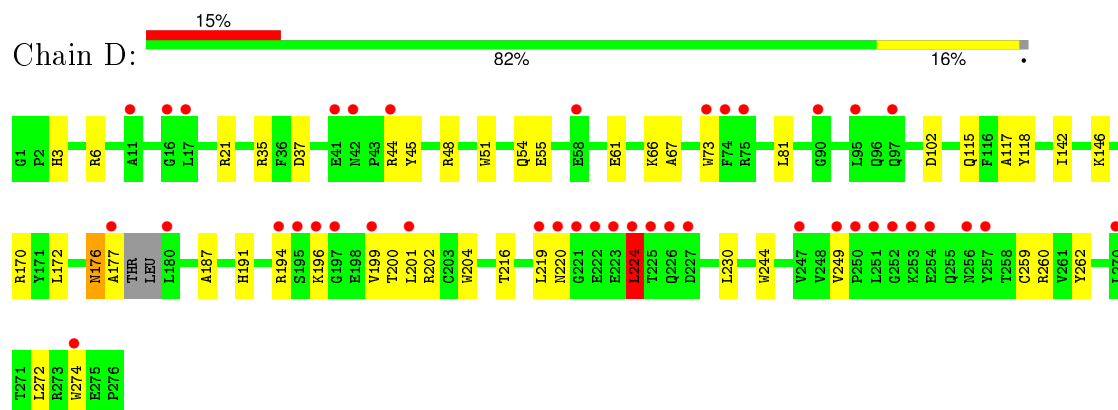 15%
Chain D:
82% 16%
G1 P2 H3 R6 A11 G16 L17 R21 R35 F36 D37 E41 N42 P43 R44 Y45 R48 W51 Q54 E55 E58 E61 K66 A67 W73 F74 R75 L81 G90 L95 Q96 Q97 D102 Q115 F116 A117 Y118 I142 K146
R170 Y171 L172 N176 A177 THR LEU L180 A187 H191 R194 S195 K196 G197 E198 V199 T200 L201 R202 C203 W204 T216 L219 N220 G221 E222 E223 L224 T225 Q226 D227 L230 W244 V247 V248 V249 P250 L251 G252 K253 E254 Q255 N256 Y257 T258 C259 R260 V261 Y262
T271 L272 R273 W274 E275 P276